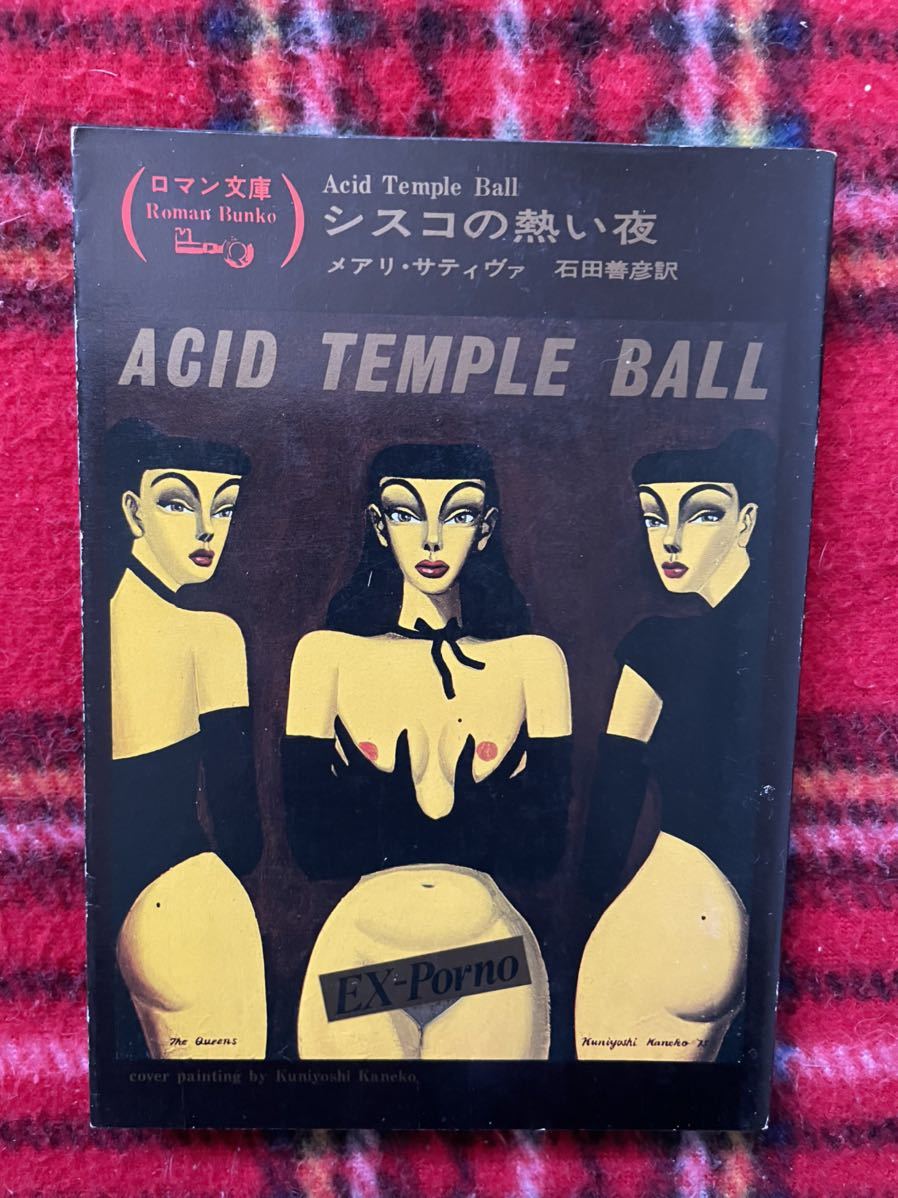 ロマン文庫
Roman Bunko
Acid Temple Ball
シスコの熱い夜
メアリ・サティヴァ 石田善彦訳
ACID TEMPLE BALL
EX-Porno
The Queens
Kuniyoshi Kaneko '75
cover painting by Kuniyoshi Kaneko